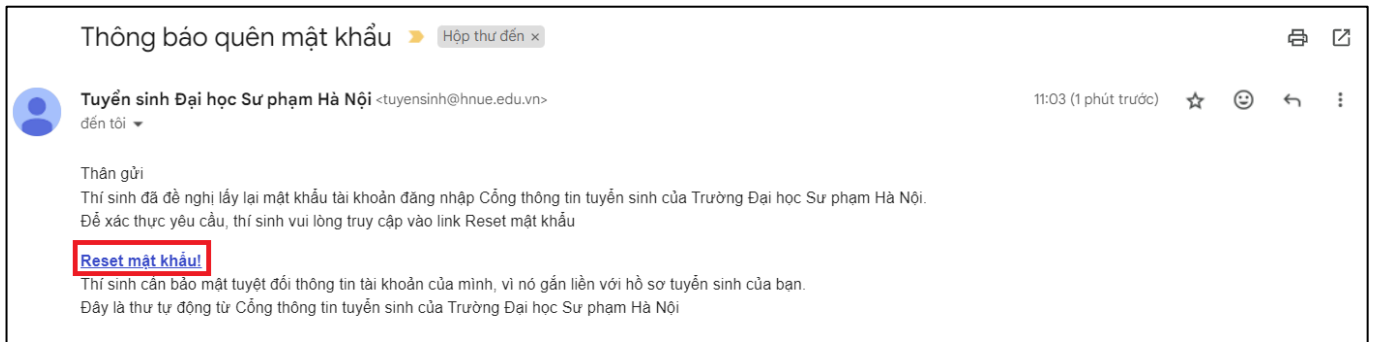 Thông báo quên mật khẩu Hộp thư đến ×
Tuyển sinh Đại học Sư phạm Hà Nội <tuyensinh@hnue.edu.vn> 11:03 (1 phút trước)
đến tôi
Thân gửi
Thí sinh đã đề nghị lấy lại mật khẩu tài khoản đăng nhập Cổng thông tin tuyển sinh của Trường Đại học Sư phạm Hà Nội.
Để xác thực yêu cầu, thí sinh vui lòng truy cập vào link Reset mật khẩu
Reset mật khẩu!
Thí sinh cần bảo mật tuyệt đối thông tin tài khoản của mình, vì nó gắn liền với hồ sơ tuyển sinh của bạn.
Đây là thư tự động từ Cổng thông tin tuyển sinh của Trường Đại học Sư phạm Hà Nội